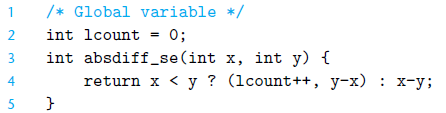 1 /* Global variable */
2 int lcount = 0;
3 int absdiff_se(int x, int y) {
4 return x < y ? (lcount++, y-x) : x-y;
5 }